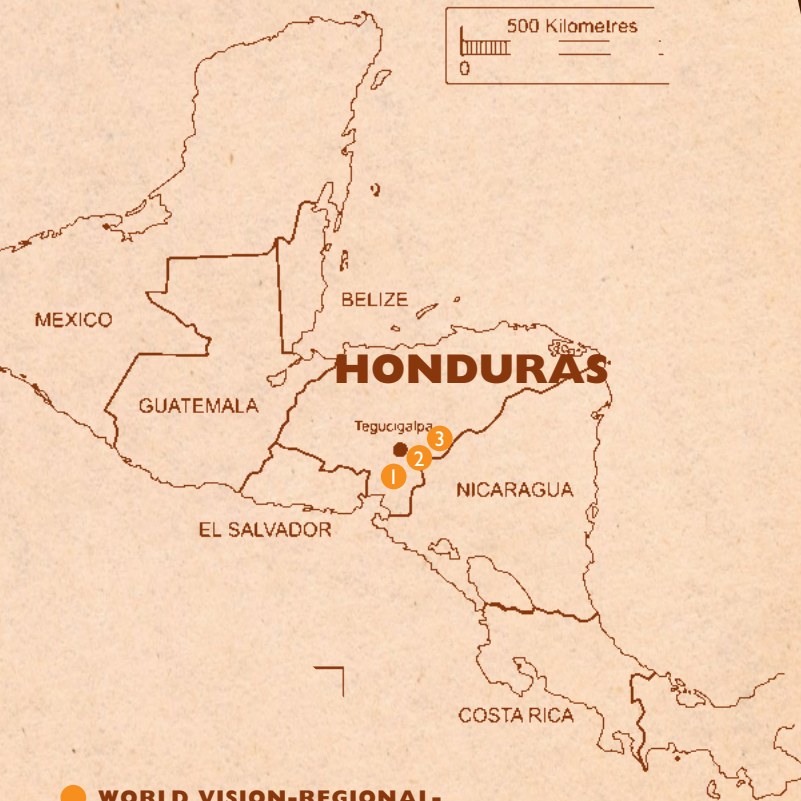 500 Kilometres
0
BELIZE
MEXICO
HONDURAS
GUATEMALA
Tegucigalpa
3
2
1
NICARAGUA
EL SALVADOR
COSTA RICA
WORLD VISION-REGIONAL-